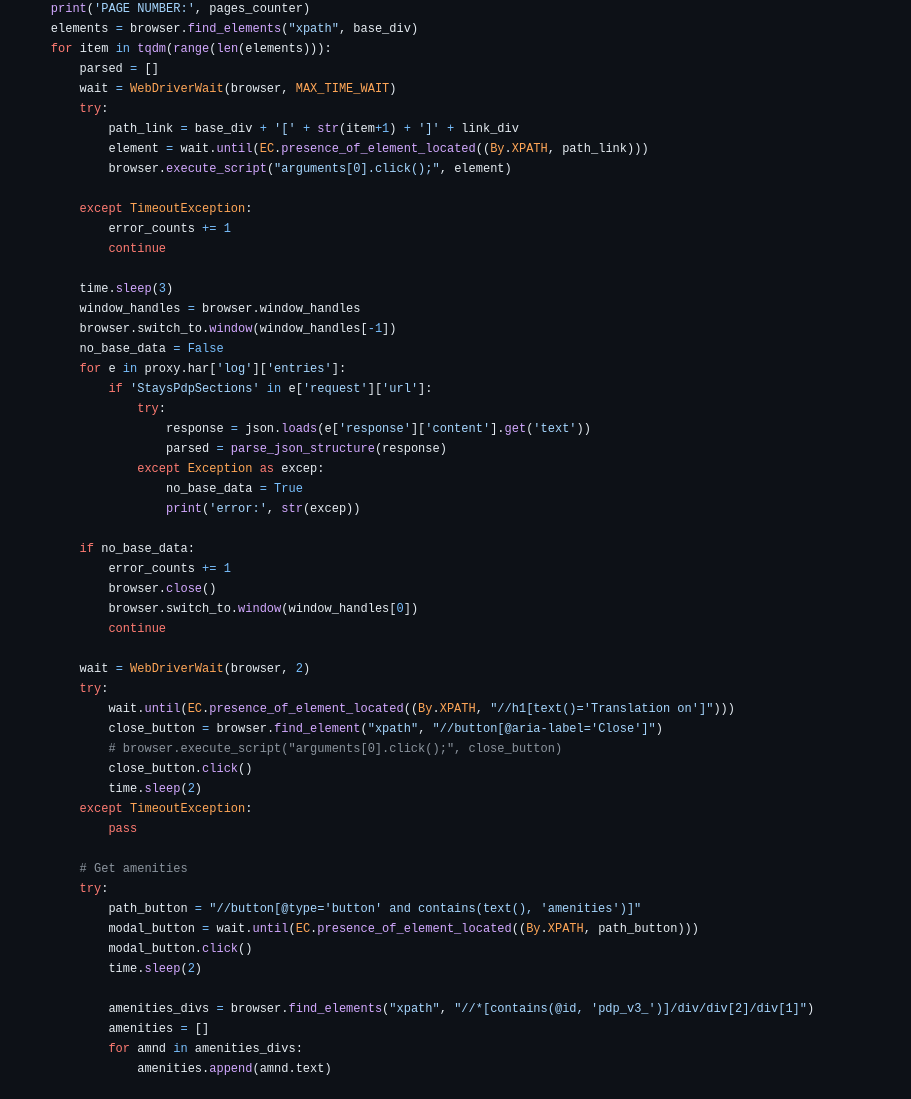 print('PAGE NUMBER:', pages_counter)
elements = browser.find_elements("xpath", base_div)
for item in tqdm(range(len(elements))):
    parsed = []
    wait = WebDriverWait(browser, MAX_TIME_WAIT)
    try:
        path_link = base_div + '[' + str(item+1) + ']' + link_div
        element = wait.until(EC.presence_of_element_located((By.XPATH, path_link)))
        browser.execute_script("arguments[0].click();", element)

    except TimeoutException:
        error_counts += 1
        continue

    time.sleep(3)
    window_handles = browser.window_handles
    browser.switch_to.window(window_handles[-1])
    no_base_data = False
    for e in proxy.har['log']['entries']:
        if 'StaysPdpSections' in e['request']['url']:
            try:
                response = json.loads(e['response']['content'].get('text'))
                parsed = parse_json_structure(response)
            except Exception as excep:
                no_base_data = True
                print('error:', str(excep))

    if no_base_data:
        error_counts += 1
        browser.close()
        browser.switch_to.window(window_handles[0])
        continue

    wait = WebDriverWait(browser, 2)
    try:
        wait.until(EC.presence_of_element_located((By.XPATH, "//h1[text()='Translation on']")))
        close_button = browser.find_element("xpath", "//button[@aria-label='Close']")
        # browser.execute_script("arguments[0].click();", close_button)
        close_button.click()
        time.sleep(2)
    except TimeoutException:
        pass

    # Get amenities
    try:
        path_button = "//button[@type='button' and contains(text(), 'amenities')]"
        modal_button = wait.until(EC.presence_of_element_located((By.XPATH, path_button)))
        modal_button.click()
        time.sleep(2)

        amenities_divs = browser.find_elements("xpath", "//*[contains(@id, 'pdp_v3_')]/div/div[2]/div[1]")
        amenities = []
        for amnd in amenities_divs:
            amenities.append(amnd.text)